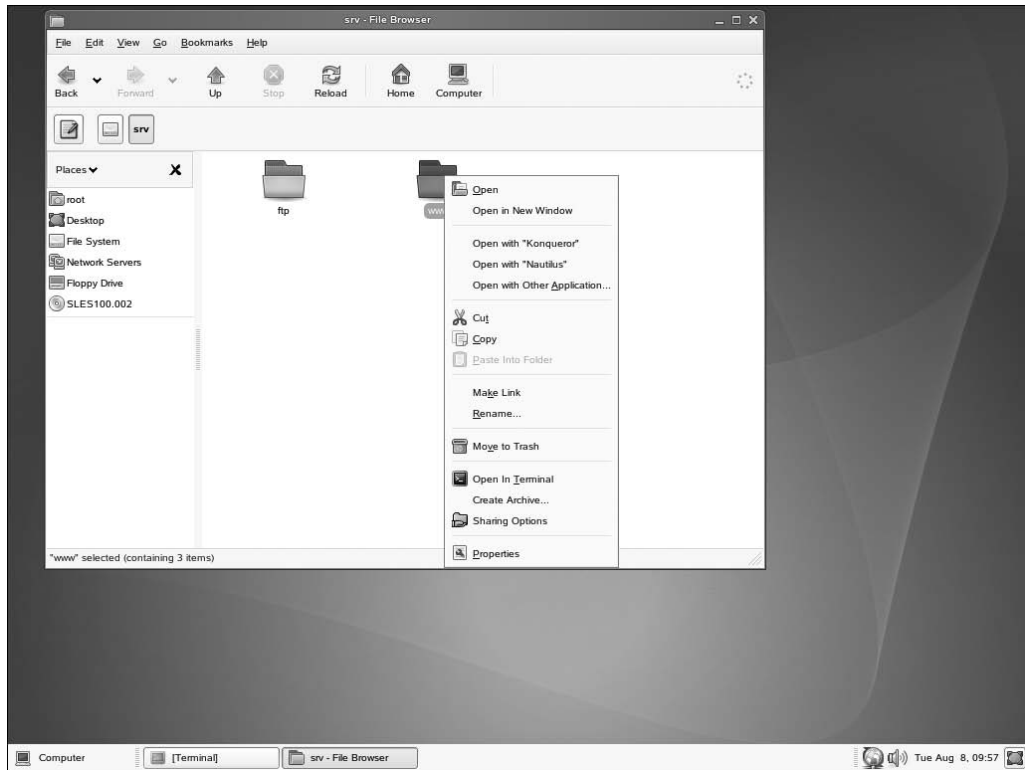 srv - File Browser
File Edit View Go Bookmarks Help
Back Forward Up Stop Reload Home Computer
srv
Places
root
Desktop
File System
Network Servers
Floppy Drive
SLES100.002
ftp
Open
Open in New Window
Open with "Konqueror"
Open with "Nautilus"
Open with Other Application...
Cut
Copy
Paste Into Folder
Make Link
Rename...
Move to Trash
Open In Terminal
Create Archive...
Sharing Options
Properties
"www" selected (containing 3 items)
Computer [Terminal] srv - File Browser Tue Aug 8, 09:57